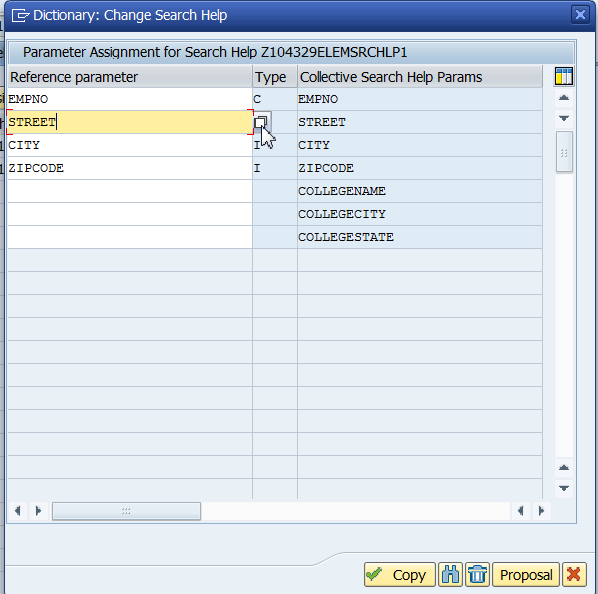 Dictionary: Change Search Help
Parameter Assignment for Search Help Z104329ELEMSRCHLP1
Reference parameter Type Collective Search Help Params
EMPNO C EMPNO
STREET STREET
CITY I CITY
ZIPCODE I ZIPCODE
COLLEGENAME
COLLEGECITY
COLLEGESTATE
Copy Proposal